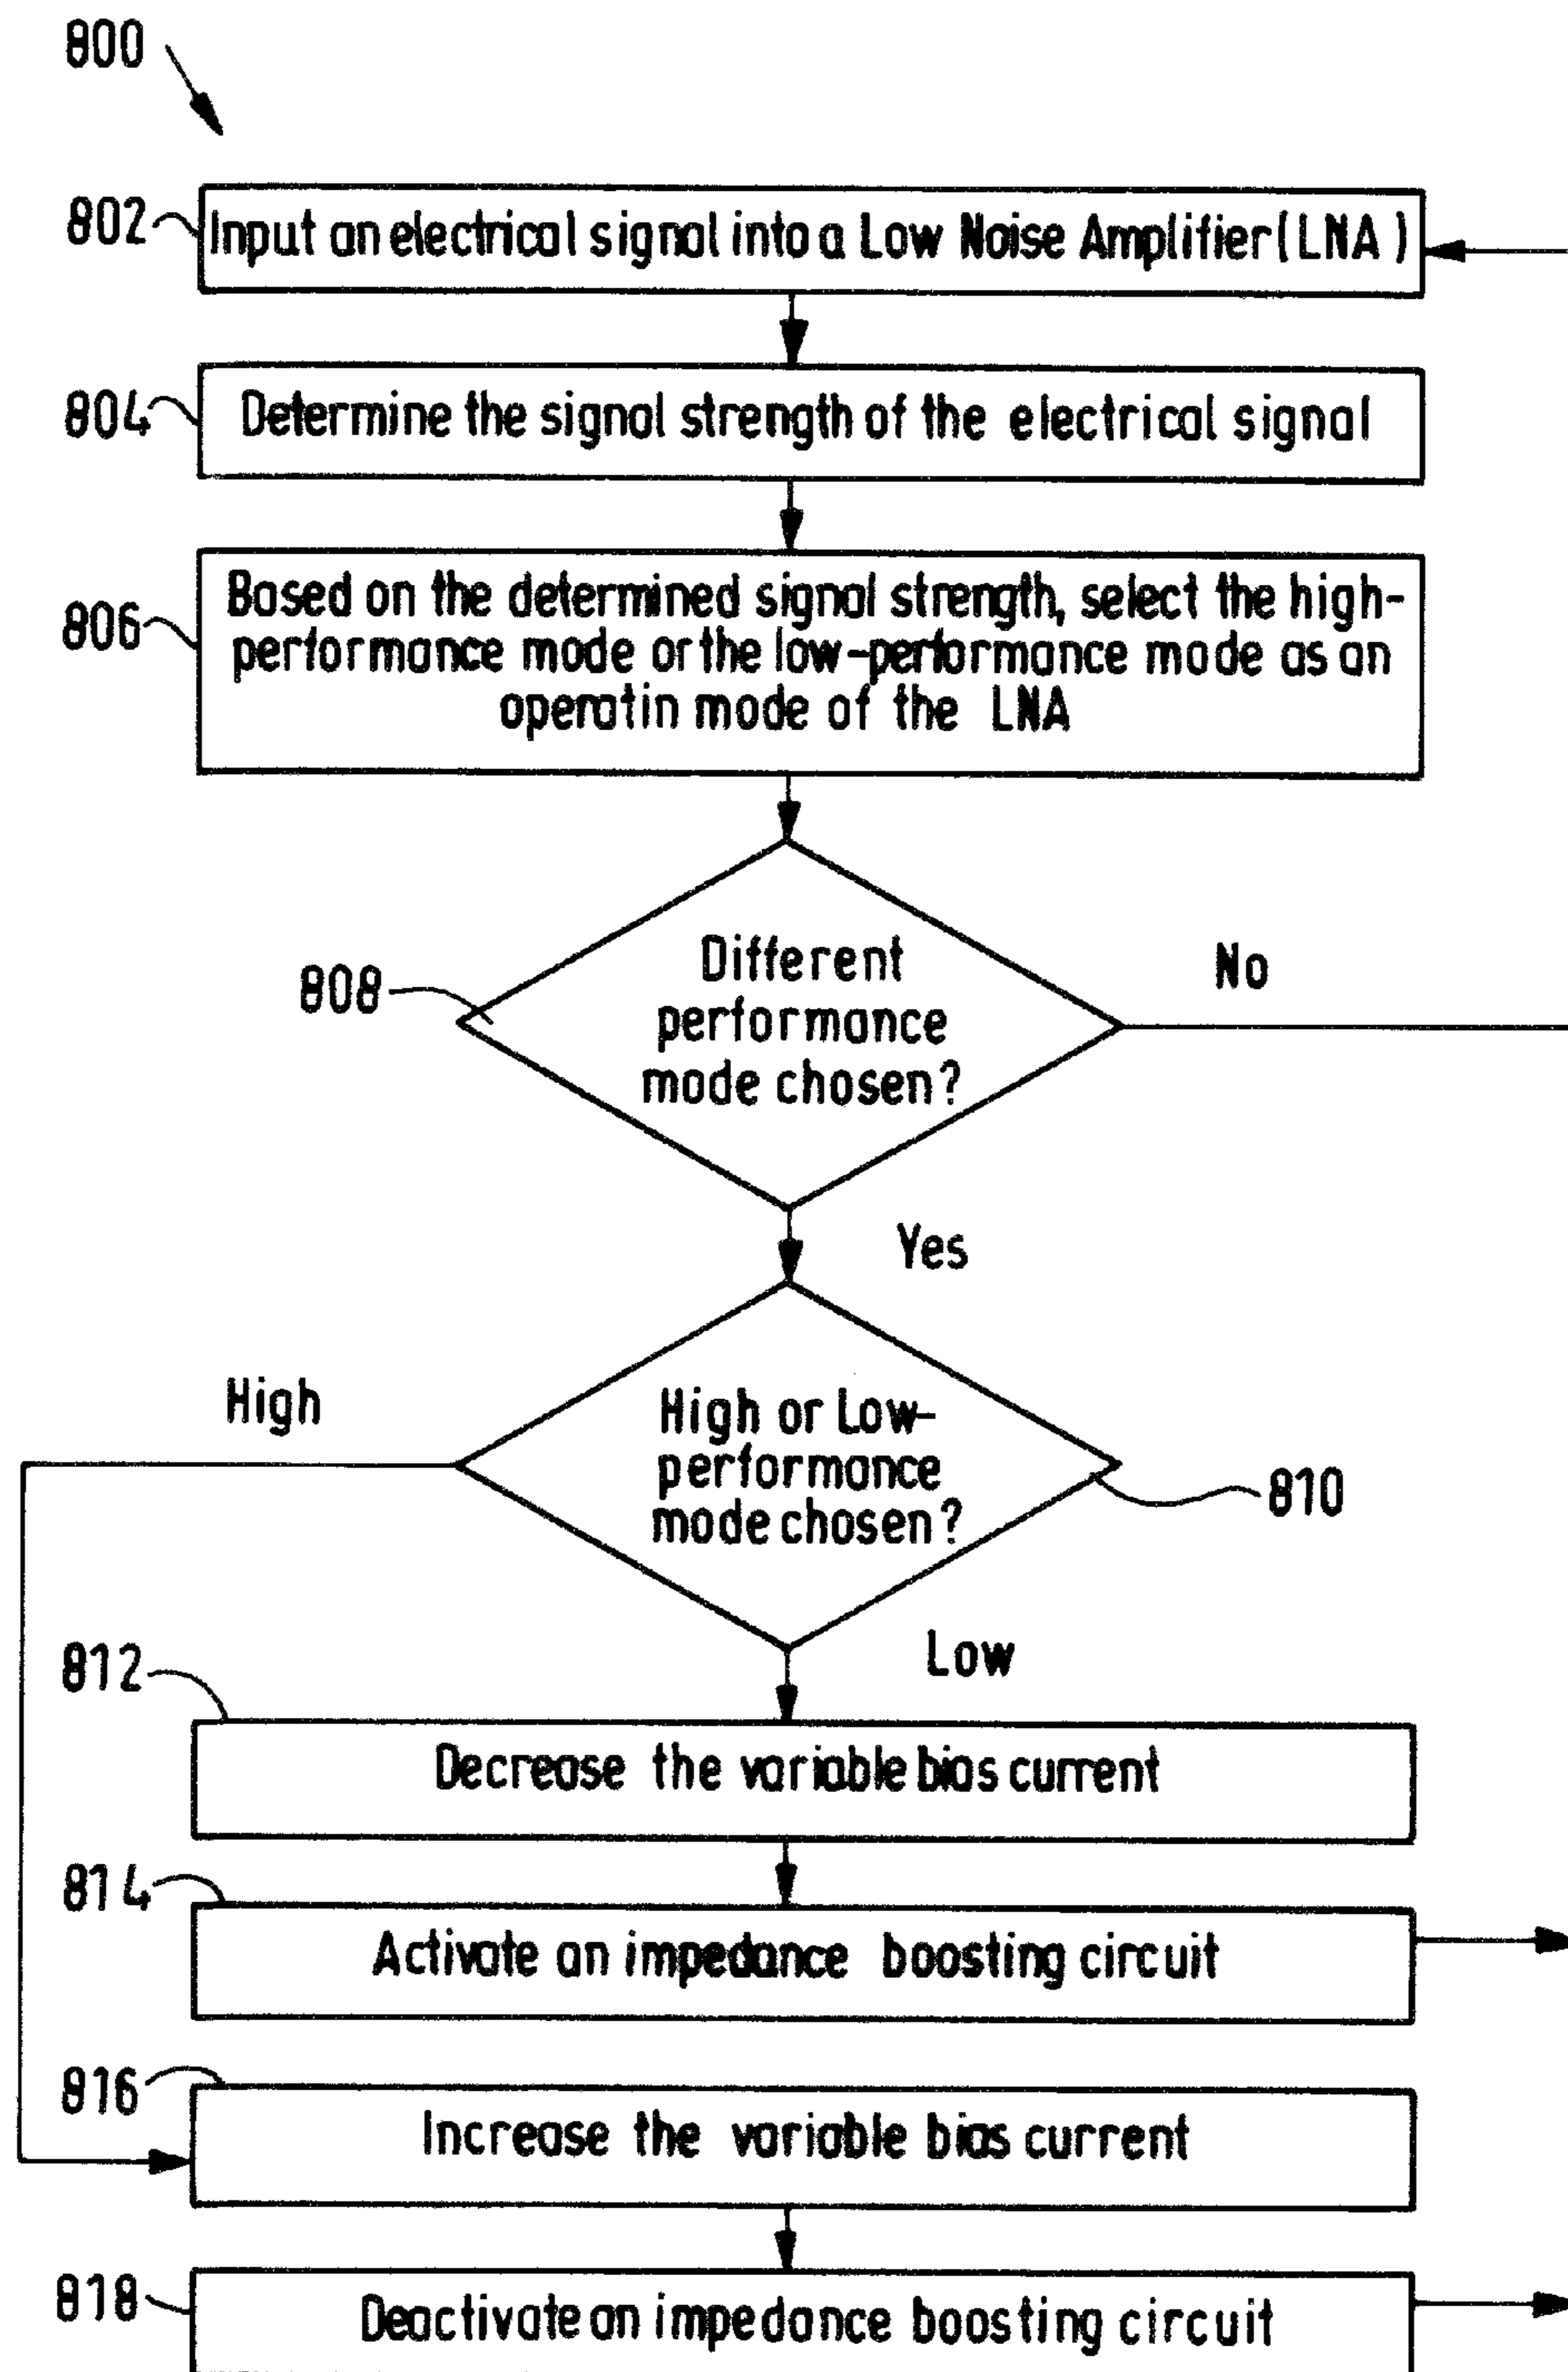 800
802
Input an electrical signal into a Low Noise Amplifier (LNA)
804
Determine the signal strength of the electrical signal
806
Based on the determined signal strength, select the high-
performance mode or the low-performance mode as an
operatin mode of the LNA
808
Different
performance
mode chosen?
No
Yes
High
High or Low-
performance
mode chosen?
810
Low
812
Decrease the variable bias current
814
Activate an impedance boosting circuit
816
Increase the variable bias current
818
Deactivate an impedance boosting circuit